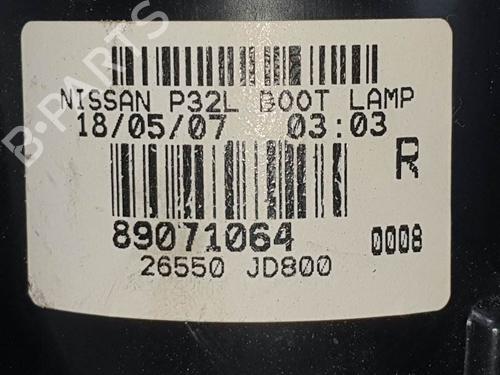 B-PARTS
NISSAN P32L BOOT LAMP
18/05/07 03:03
R
89071064 0008
26550 JD800